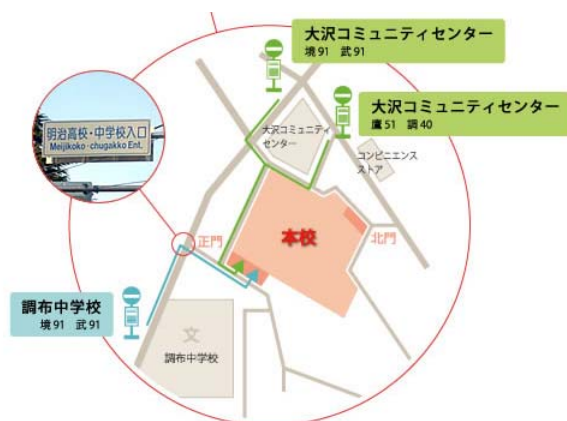 大沢コミュニティセンター
境91 武91
大沢コミュニティセンター
鷹51 調40
明治高校・中学校入口
Meijikoko-chugakko Ent.
大沢コミュニティ
センター
コンビニエンス
ストア
本校
正門
北門
調布中学校
境91 武91
文
調布中学校